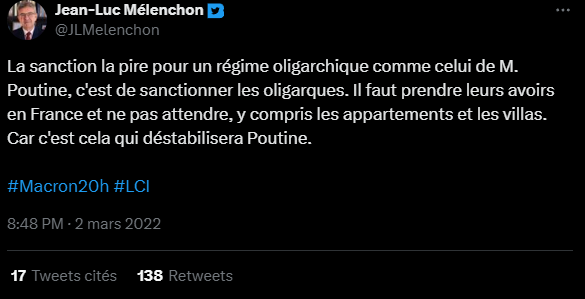 Jean-Luc Mélenchon
@JLMelenchon
La sanction la pire pour un régime oligarchique comme celui de M.
Poutine, c'est de sanctionner les oligarques. Il faut prendre leurs avoirs
en France et ne pas attendre, y compris les appartements et les villas.
Car c'est cela qui déstabilisera Poutine.
#Macron20h #LCI
8:48 PM · 2 mars 2022
17 Tweets cités 138 Retweets